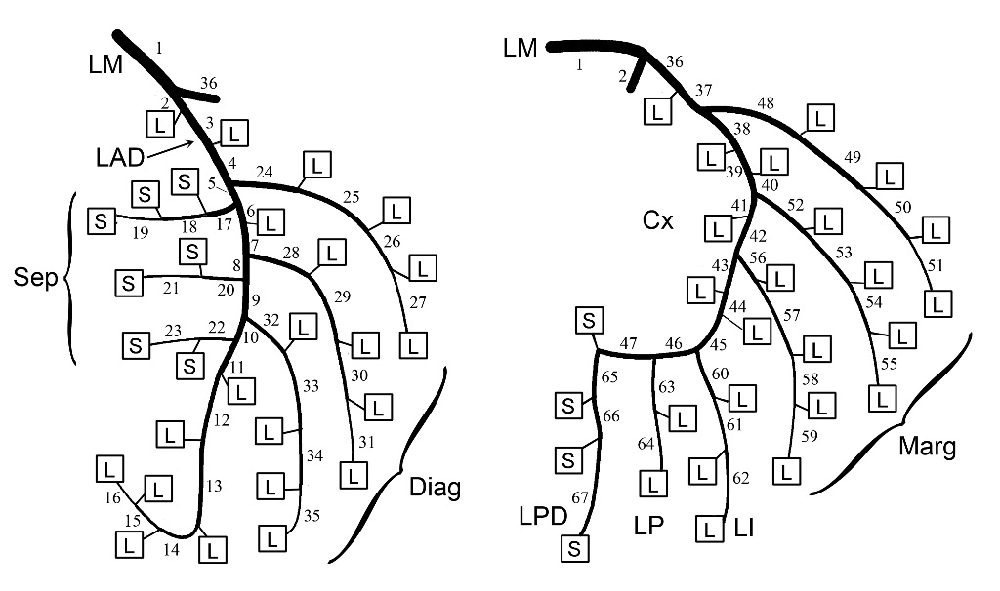 LM
1
36
2
L
3
L
LAD
4
24
L
5
S
S
S
25
L
19
18
17
6
L
26
Sep
S
7
28
L
L
8
27
S
21
20
29
9
32
L
L
L
23
22
10
S
S
11
33
30
L
12
L
L
L
31
34
L
L
16
L
13
L
Diag
15
35
L
14
L
L
LM
1
36
2
37
48
L
L
38
49
L
39
L
L
40
50
41
52
L
L
Cx
L
42
53
51
43
56
L
L
L
L
44
57
54
S
L
45
L
47
46
L
55
65
60
58
L
63
S
L
L
66
61
59
L
Marg
S
64
L
62
L
67
L
LPD
LP
L
LI
S